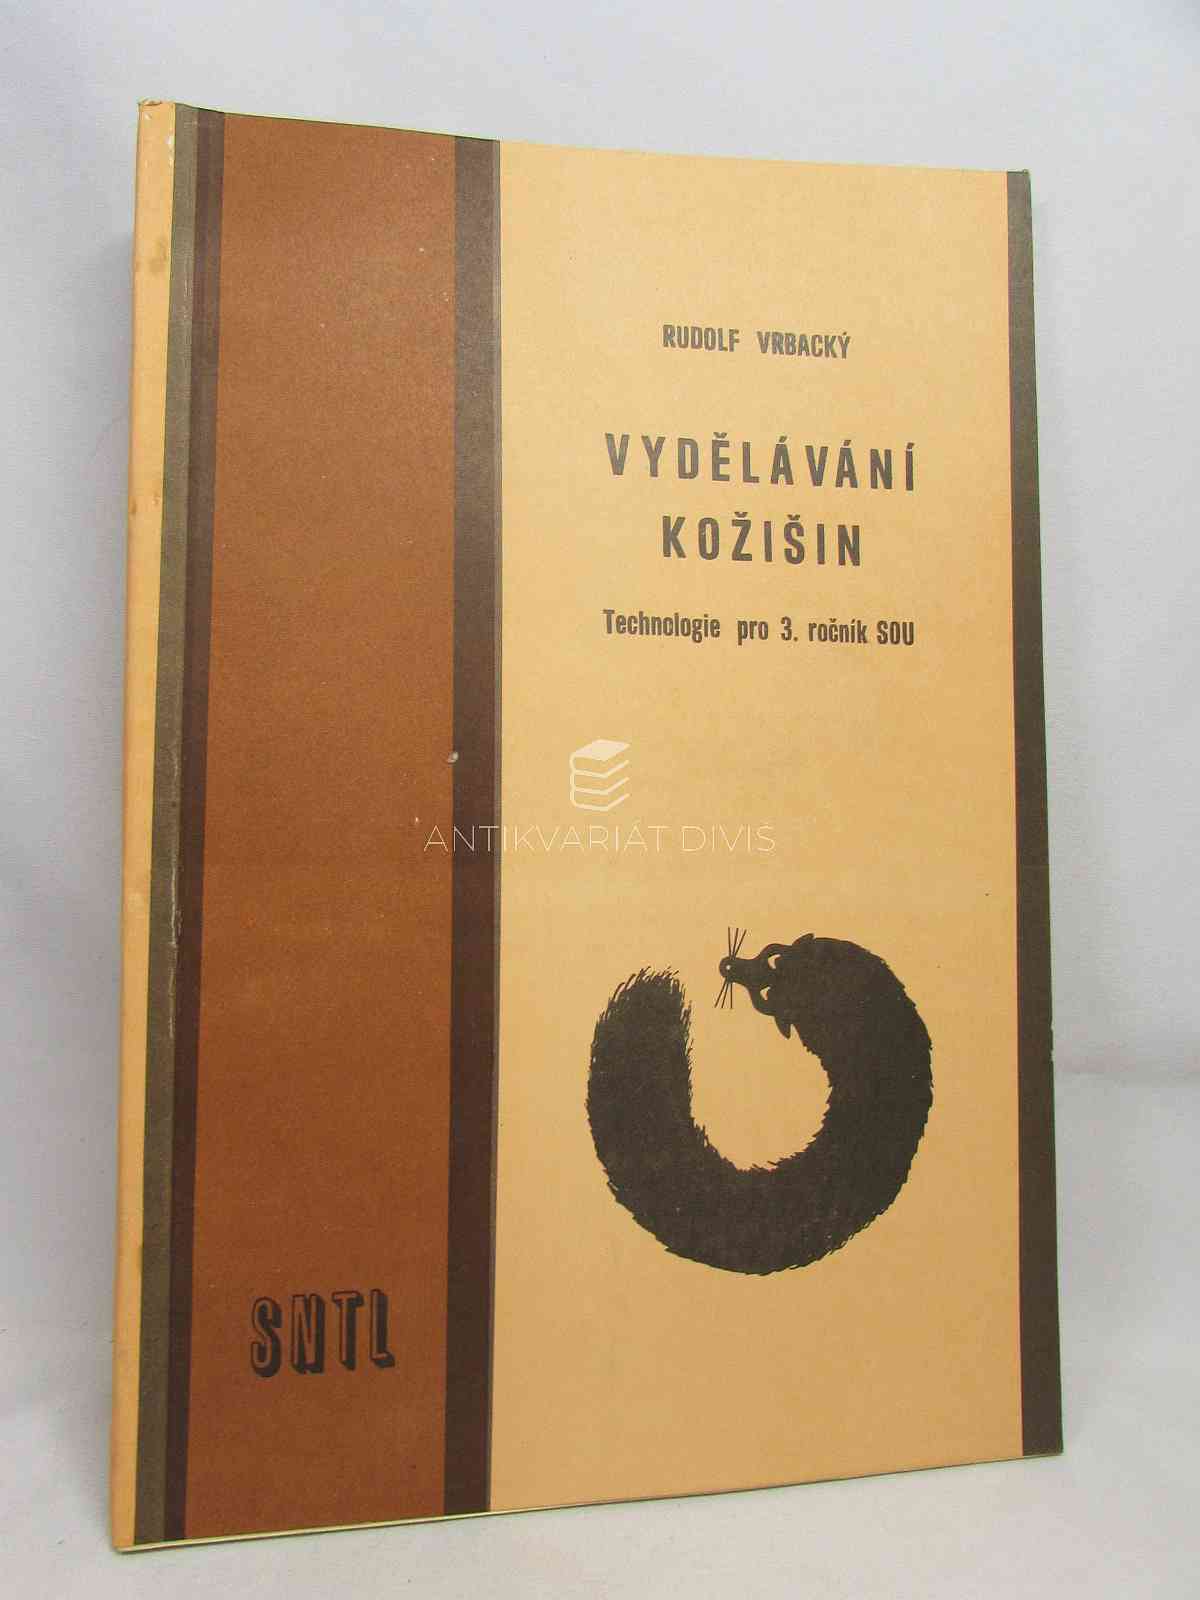 RUDOLF VRBACKÝ
VYDĚLÁVÁNÍ
KOŽIŠIN
Technologie pro 3. ročník SOU
ANTIKVARIÁT DIVIŠ
SNTL